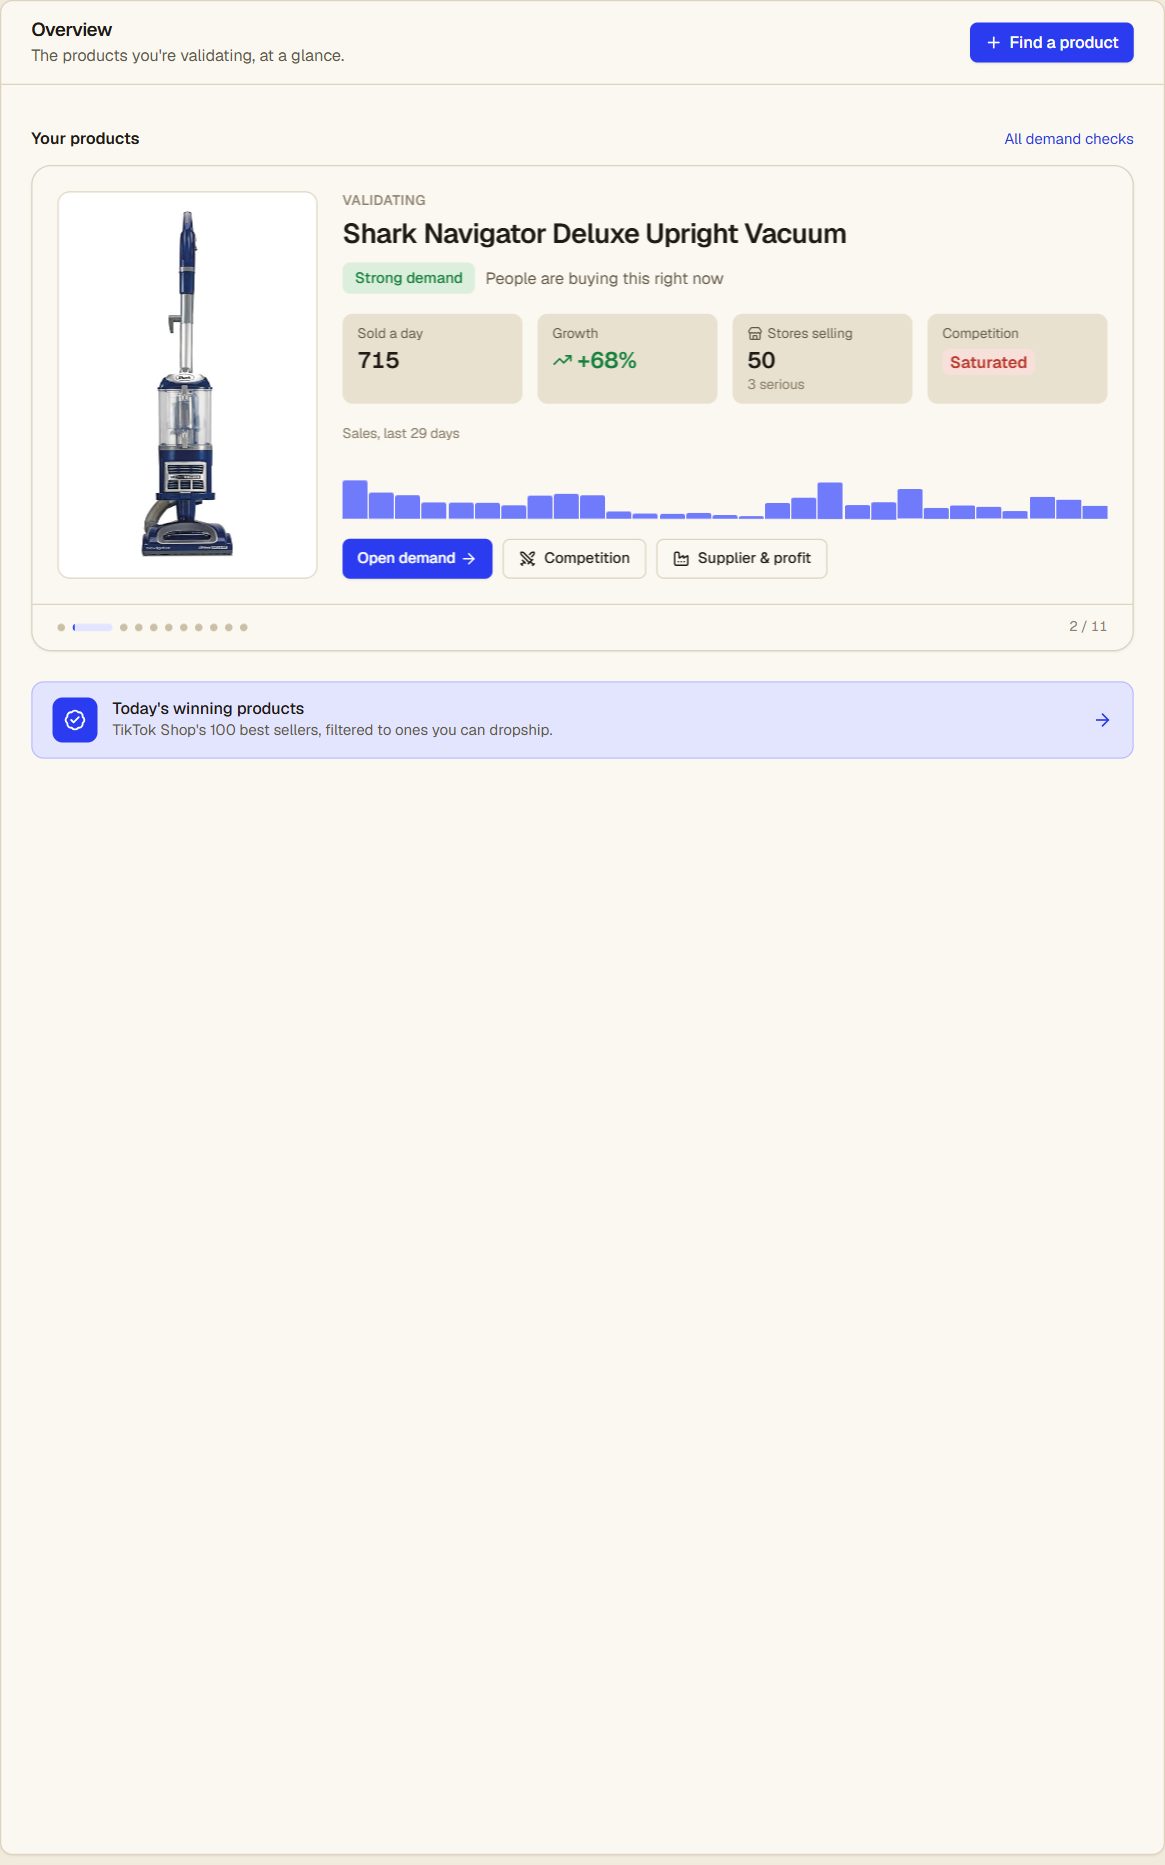 Overview
The products you're validating, at a glance.
Find a product
Your products
All demand checks
VALIDATING
Shark Navigator Deluxe Upright Vacuum
Strong demand
People are buying this right now
Sold a day
715
Growth
+68%
Stores selling
50
3 serious
Competition
Saturated
Sales, last 29 days
Open demand
Competition
Supplier & profit
2 / 11
Today's winning products
TikTok Shop's 100 best sellers, filtered to ones you can dropship.